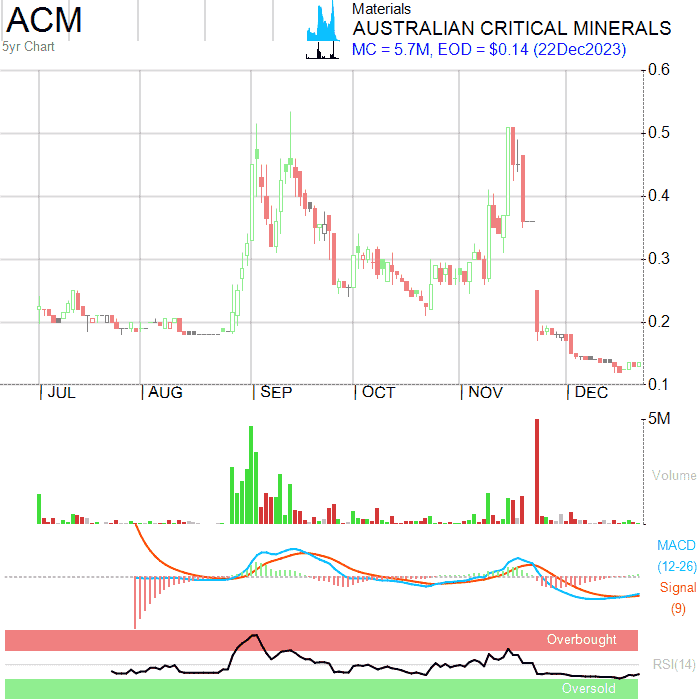 ACM
Materials
AUSTRALIAN CRITICAL MINERALS
5yr Chart
MC = 5.7M, EOD = $0.14 (22Dec2023)
0.6
0.5
0.4
0.3
0.2
0.1
JUL AUG SEP OCT NOV DEC
5M
Volume
MACD
(12-26)
Signal
(9)
Overbought
RSI(14)
Oversold